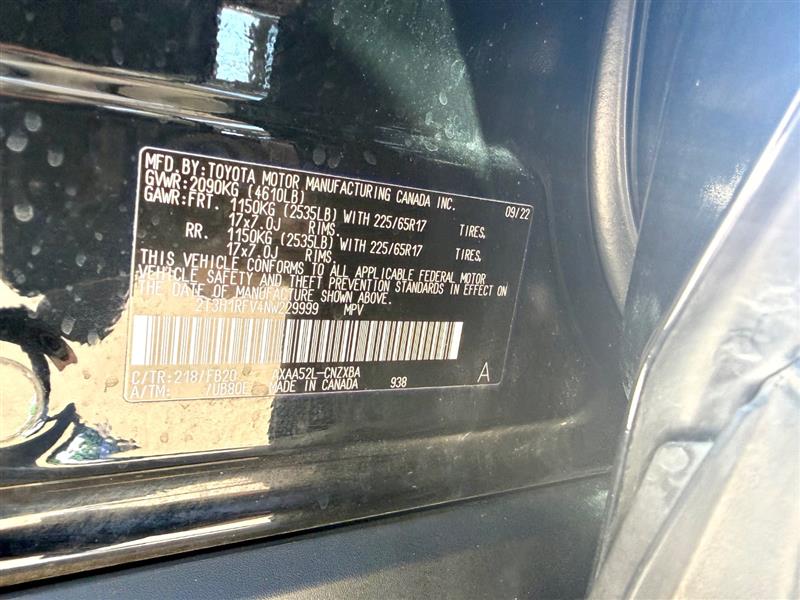 MFD.BY:TOYOTA MOTOR MANUFACTURING CANADA INC. 09/22
GVWR:2090KG (4610LB)
GAWR:FRT. 1150KG (2535LB) WITH 225/65R17 TIRES,
17x7.0J RIMS.
RR. 1150KG (2535LB) WITH 225/65R17 TIRES,
17x7.0J RIMS.
THIS VEHICLE CONFORMS TO ALL APPLICABLE FEDERAL MOTOR
VEHICLE SAFETY AND THEFT PREVENTION STANDARDS IN EFFECT ON
THE DATE OF MANUFACTURE SHOWN ABOVE.
MPV
C/TR:218/FB20 AXAA52L-CNZXBA
A/TM: /UB80E MADE IN CANADA 938 A